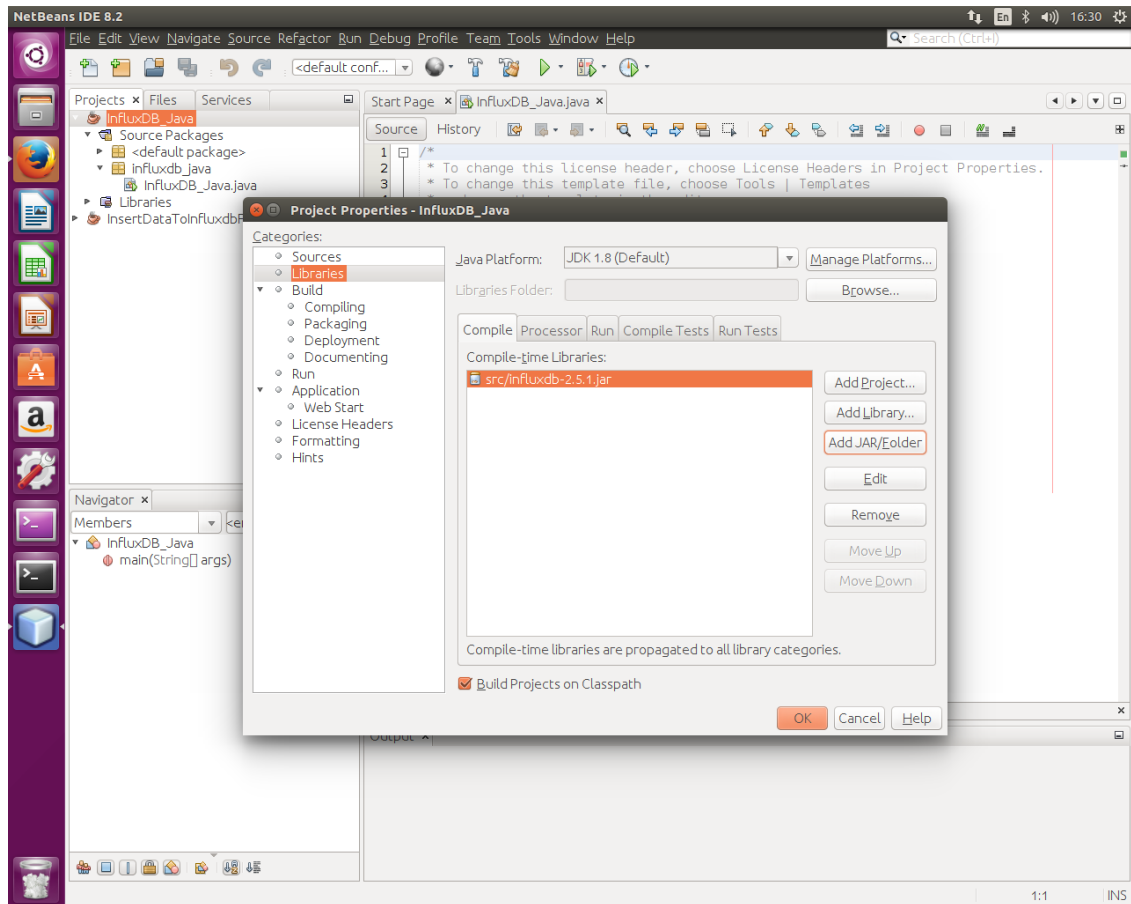 NetBeans IDE 8.2
En
16:30
File Edit View Navigate Source Refactor Run Debug Profile Team Tools Window Help
Search (Ctrl+I)
<default conf...
Projects Files Services
InfluxDB_Java
Source Packages
<default package>
influxdb_java
InfluxDB_Java.java
Libraries
InsertDataToInfluxdb
Start Page InfluxDB_Java.java
Source History
1 /*
2 * To change this license header, choose License Headers in Project Properties.
3 * To change this template file, choose Tools | Templates
Project Properties - InfluxDB_Java
Categories:
Sources
Libraries
Build
Compiling
Packaging
Deployment
Documenting
Run
Application
Web Start
License Headers
Formatting
Hints
Java Platform: JDK 1.8 (Default) Manage Platforms...
Libraries Folder: Browse...
Compile Processor Run Compile Tests Run Tests
Compile-time Libraries:
src/influxdb-2.5.1.jar
Add Project...
Add Library...
Add JAR/Folder
Edit
Remove
Move Up
Move Down
Compile-time libraries are propagated to all library categories.
Build Projects on Classpath
OK Cancel Help
Navigator
Members
InfluxDB_Java
main(String[] args)
Output
1:1 INS